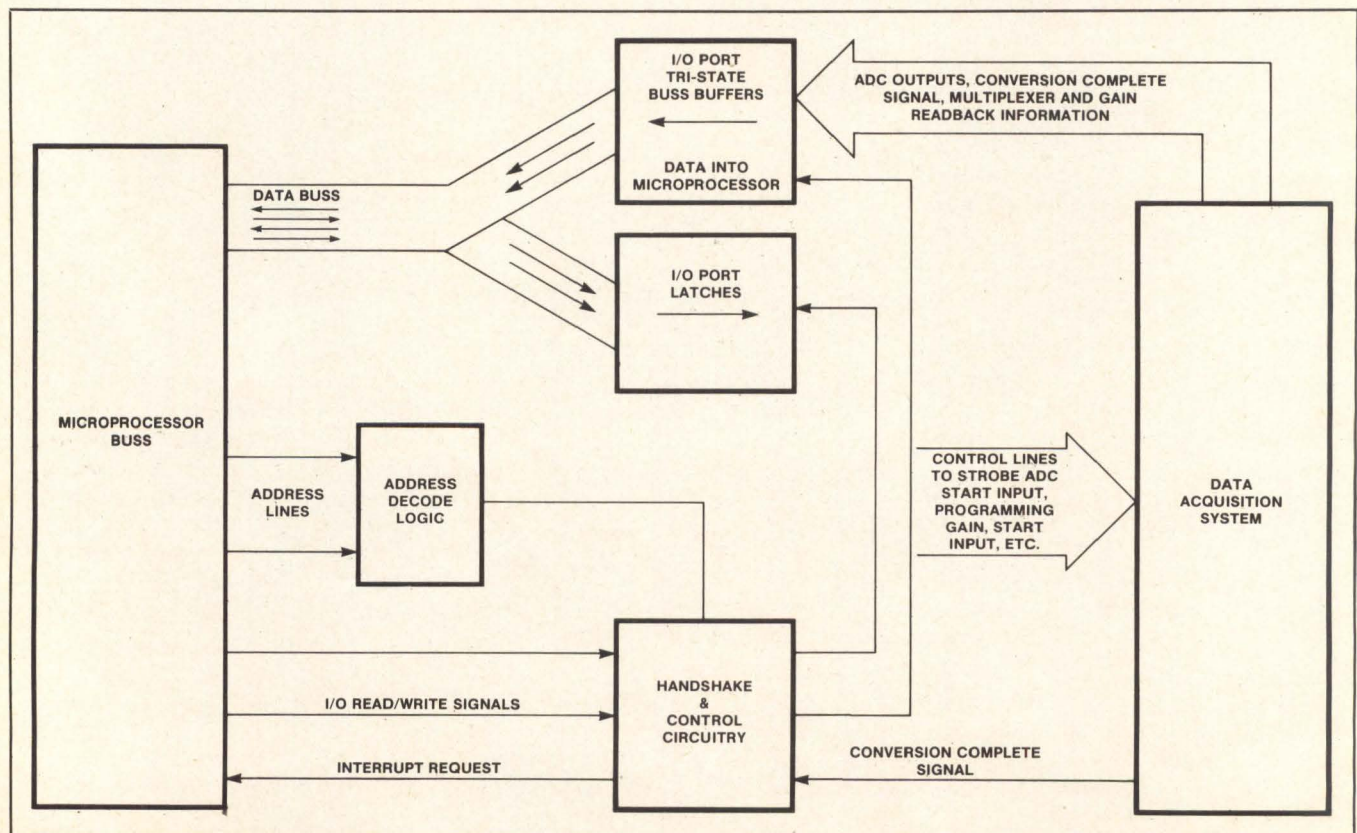 I/O PORT
TRI-STATE
BUSS BUFFERS
DATA INTO
MICROPROCESSOR
ADC OUTPUTS, CONVERSION COMPLETE
SIGNAL, MULTIPLEXER AND GAIN
READBACK INFORMATION
DATA BUSS
I/O PORT
LATCHES
MICROPROCESSOR
BUSS
ADDRESS
LINES
ADDRESS
DECODE
LOGIC
CONTROL LINES
TO STROBE ADC
START INPUT,
PROGRAMMING
GAIN, START
INPUT, ETC.
DATA
ACQUISITION
SYSTEM
I/O READ/WRITE SIGNALS
HANDSHAKE
&
CONTROL
CIRCUITRY
INTERRUPT REQUEST
CONVERSION COMPLETE
SIGNAL